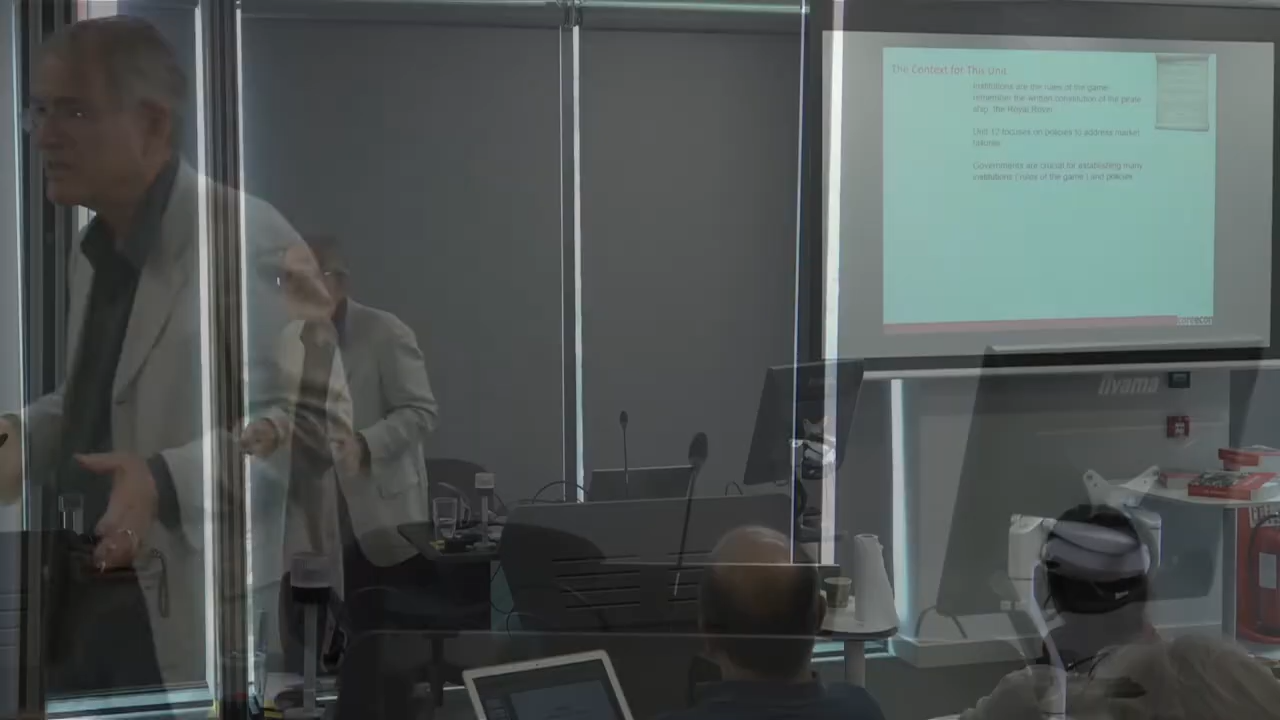 The Context for This Unit
Institutions are the rules of the game:
remember the written constitution of the pirate
ship, the Royal Rover
Unit 12 focuses on policies to address market
failures
Governments are crucial for establishing many
institutions ('rules of the game') and policies
iiyama